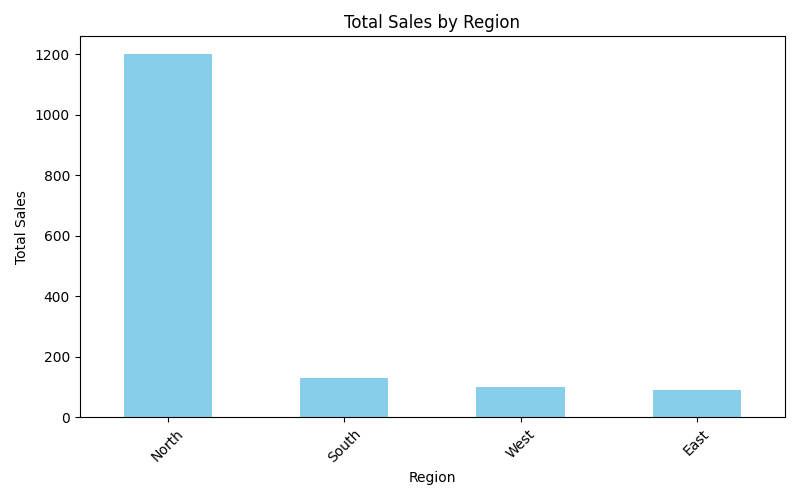 Total Sales by Region
Total Sales
1200
1000
800
600
400
200
0
North
South
West
East
Region